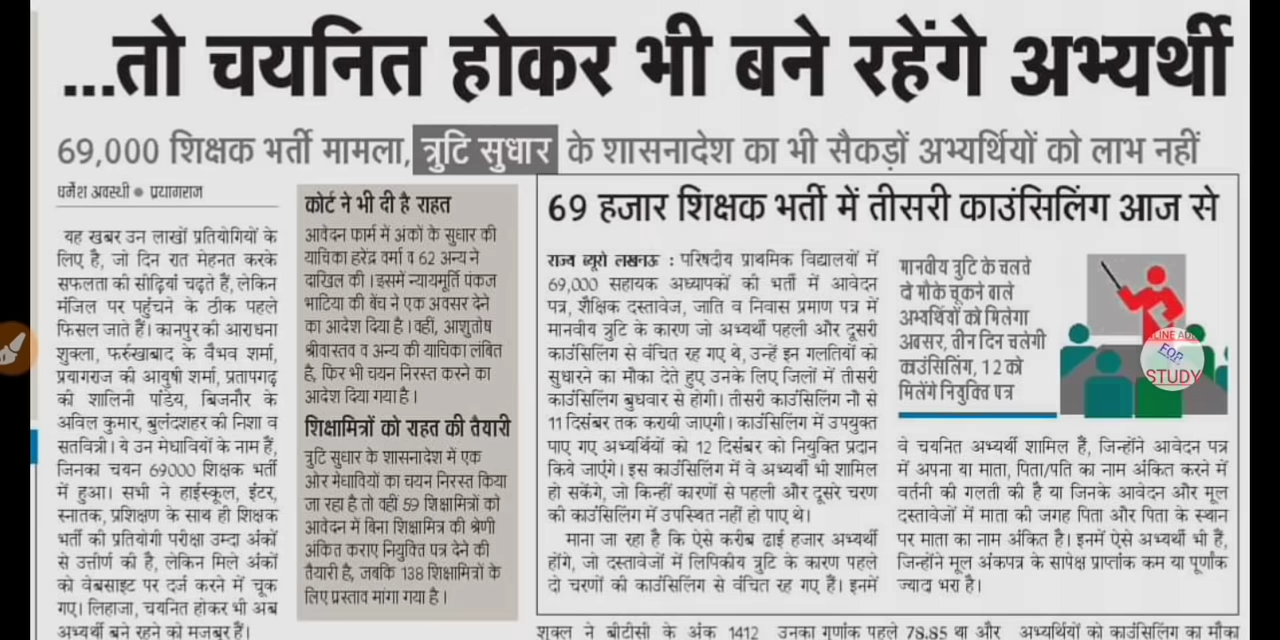 ...तो चयनित होकर भी बने रहेंगे अभ्यर्थी
69,000 शिक्षक भर्ती मामला, त्रुटि सुधार के शासनादेश का भी सैकड़ों अभ्यर्थियों को लाभ नहीं
धर्मेश अवस्थी • प्रयागराज
यह खबर उन लाखों प्रतियोगियों के
लिए है, जो दिन रात मेहनत करके
सफलता की सीढ़ियां चढ़ते हैं, लेकिन
मंजिल पर पहुंचने के ठीक पहले
फिसल जाते हैं। कानपुर की आराधना
शुक्ला, फर्रुखाबाद के वैभव शर्मा,
प्रयागराज की आयुषी शर्मा, प्रतापगढ़
की शालिनी पांडेय, बिजनौर के
अविल कुमार, बुलंदशहर की निशा व
सतवित्री। ये उन मेधावियों के नाम हैं,
जिनका चयन 69000 शिक्षक भर्ती
में हुआ। सभी ने हाईस्कूल, इंटर,
स्नातक, प्रशिक्षण के साथ ही शिक्षक
भर्ती की प्रतियोगी परीक्षा उम्दा अंकों
से उत्तीर्ण की है, लेकिन मिले अंकों
को वेबसाइट पर दर्ज करने में चूक
गए। लिहाजा, चयनित होकर भी अब
अभ्यर्थी बने रहने को मजबूर हैं।
कोर्ट ने भी दी है राहत
आवेदन फार्म में अंकों के सुधार की
याचिका हरेंद्र वर्मा व 62 अन्य ने
दाखिल की। इसमें न्यायमूर्ति पंकज
भाटिया की बेंच ने एक अवसर देने
का आदेश दिया है। वहीं, आशुतोष
श्रीवास्तव व अन्य की याचिका लंबित
है, फिर भी चयन निरस्त करने का
आदेश दिया गया है।
शिक्षामित्रों को राहत की तैयारी
त्रुटि सुधार के शासनादेश में एक
ओर मेधावियों का चयन निरस्त किया
जा रहा है तो वहीं 59 शिक्षामित्रों को
आवेदन में बिना शिक्षामित्र की श्रेणी
अंकित कराए नियुक्ति पत्र देने की
तैयारी है, जबकि 138 शिक्षामित्रों के
लिए प्रस्ताव मांगा गया है।
69 हजार शिक्षक भर्ती में तीसरी काउंसिलिंग आज से
राज्य ब्यूरो लखनऊ : परिषदीय प्राथमिक विद्यालयों में
69,000 सहायक अध्यापकों की भर्ती में आवेदन
पत्र, शैक्षिक दस्तावेज, जाति व निवास प्रमाण पत्र में
मानवीय त्रुटि के कारण जो अभ्यर्थी पहली और दूसरी
काउंसिलिंग से वंचित रह गए थे, उन्हें इन गलतियों को
सुधारने का मौका देते हुए उनके लिए जिलों में तीसरी
काउंसिलिंग बुधवार से होगी। तीसरी काउंसिलिंग नौ से
11 दिसंबर तक करायी जाएगी। काउंसिलिंग में उपयुक्त
पाए गए अभ्यर्थियों को 12 दिसंबर को नियुक्ति प्रदान
किये जाएंगे। इस काउंसिलिंग में वे अभ्यर्थी भी शामिल
हो सकेंगे, जो किन्हीं कारणों से पहली और दूसरे चरण
की काउंसिलिंग में उपस्थित नहीं हो पाए थे।
माना जा रहा है कि ऐसे करीब ढाई हजार अभ्यर्थी
होंगे, जो दस्तावेजों में लिपिकीय त्रुटि के कारण पहले
दो चरणों की काउंसिलिंग से वंचित रह गए हैं। इनमें
मानवीय त्रुटि के चलते
दो मौके चूकने वाले
अभ्यर्थियों को मिलेगा
अवसर, तीन दिन चलेगी
काउंसिलिंग, 12 को
मिलेंगे नियुक्ति पत्र
FOR
STUDY
वे चयनित अभ्यर्थी शामिल हैं, जिन्होंने आवेदन पत्र
में अपना या माता, पिता/पति का नाम अंकित करने में
वर्तनी की गलती की है या जिनके आवेदन और मूल
दस्तावेजों में माता की जगह पिता और पिता के स्थान
पर माता का नाम अंकित है। इनमें ऐसे अभ्यर्थी भी हैं,
जिन्होंने मूल अंकपत्र के सापेक्ष प्राप्तांक कम या पूर्णांक
ज्यादा भरा है।
शुक्ल ने बीटीसी के अंक 1412
उनका गुणांक पहले 78.85 था और
अभ्यर्थियों को काउंसिलिंग का मौका